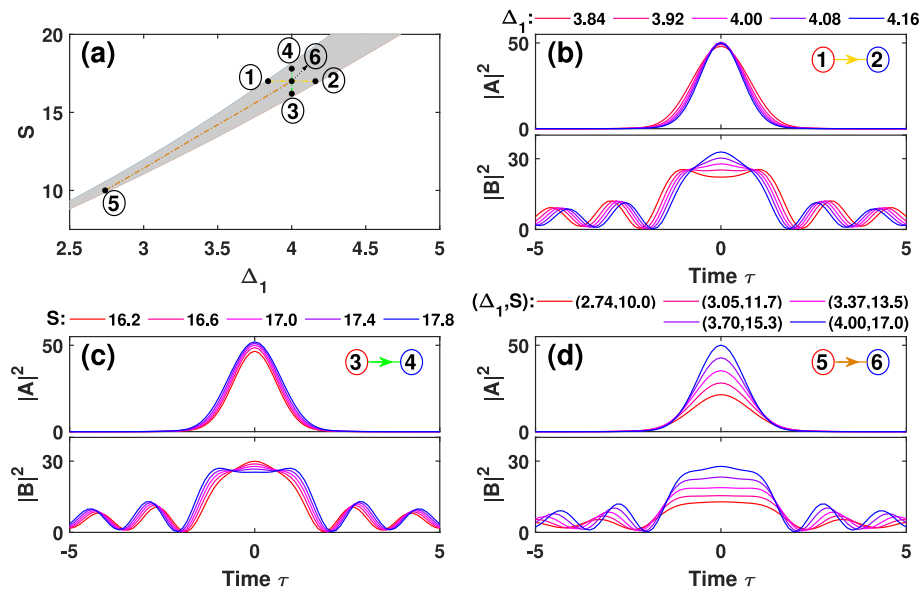 (a)
S
20
15
10
1
2
3
4
5
6
2.5 3 3.5 4 4.5 5
Δ₁
Δ₁: 3.84 3.92 4.00 4.08 4.16
(b)
|A|²
50
0
1 2
|B|²
30
0
-5 0 5
Time τ
S: 16.2 16.6 17.0 17.4 17.8
(c)
|A|²
50
0
3 4
|B|²
30
0
-5 0 5
Time τ
(Δ₁,S): (2.74,10.0) (3.05,11.7) (3.37,13.5)
(3.70,15.3) (4.00,17.0)
(d)
|A|²
50
0
5 6
|B|²
30
0
-5 0 5
Time τ